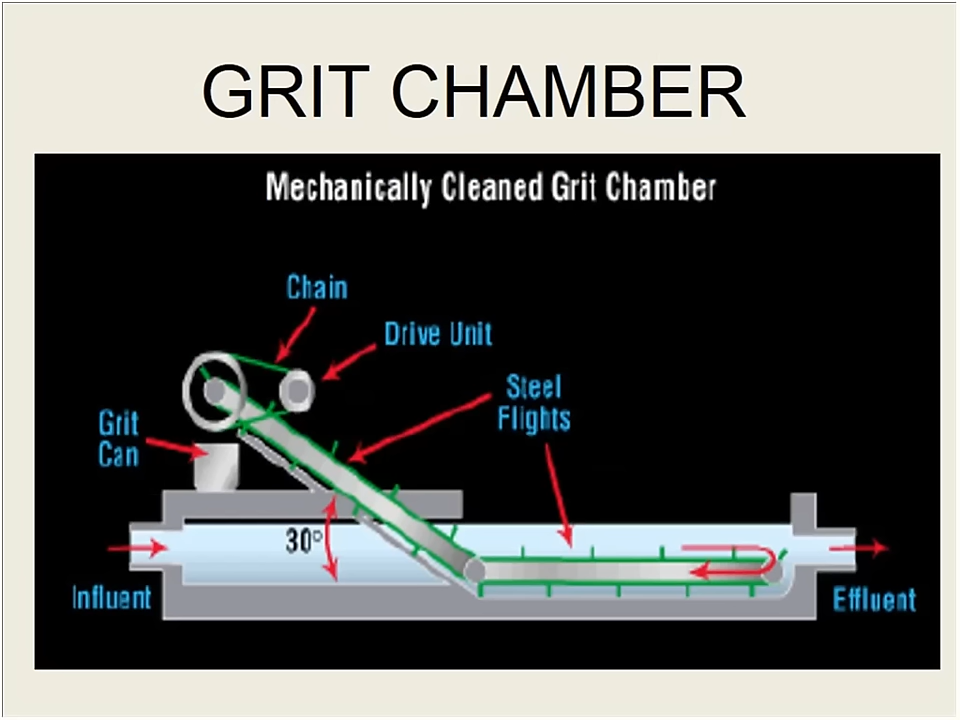 GRIT CHAMBER
Mechanically Cleaned Grit Chamber
Chain
Drive Unit
Steel
Flights
Grit
Can
30°
Influent
Effluent